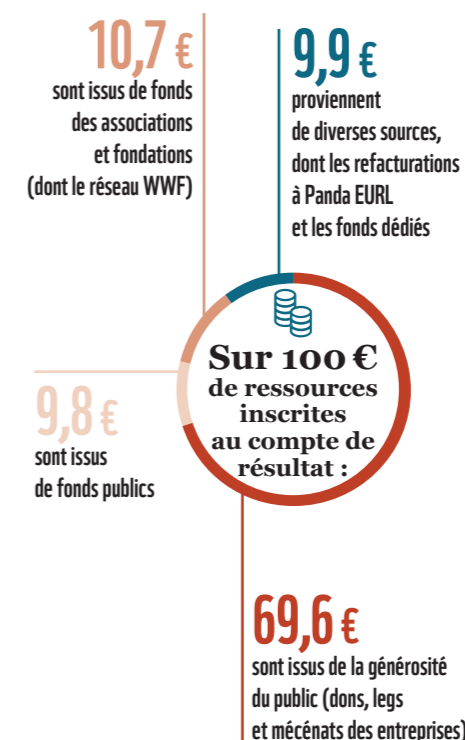 10,7 €
sont issus de fonds
des associations
et fondations
(dont le réseau WWF)
9,9 €
proviennent
de diverses sources,
dont les refacturations
à Panda EURL
et les fonds dédiés
Sur 100 €
de ressources
inscrites
au compte de
résultat :
9,8 €
sont issus
de fonds publics
69,6 €
sont issus de la générosité
du public (dons, legs
et mécénats des entreprises)